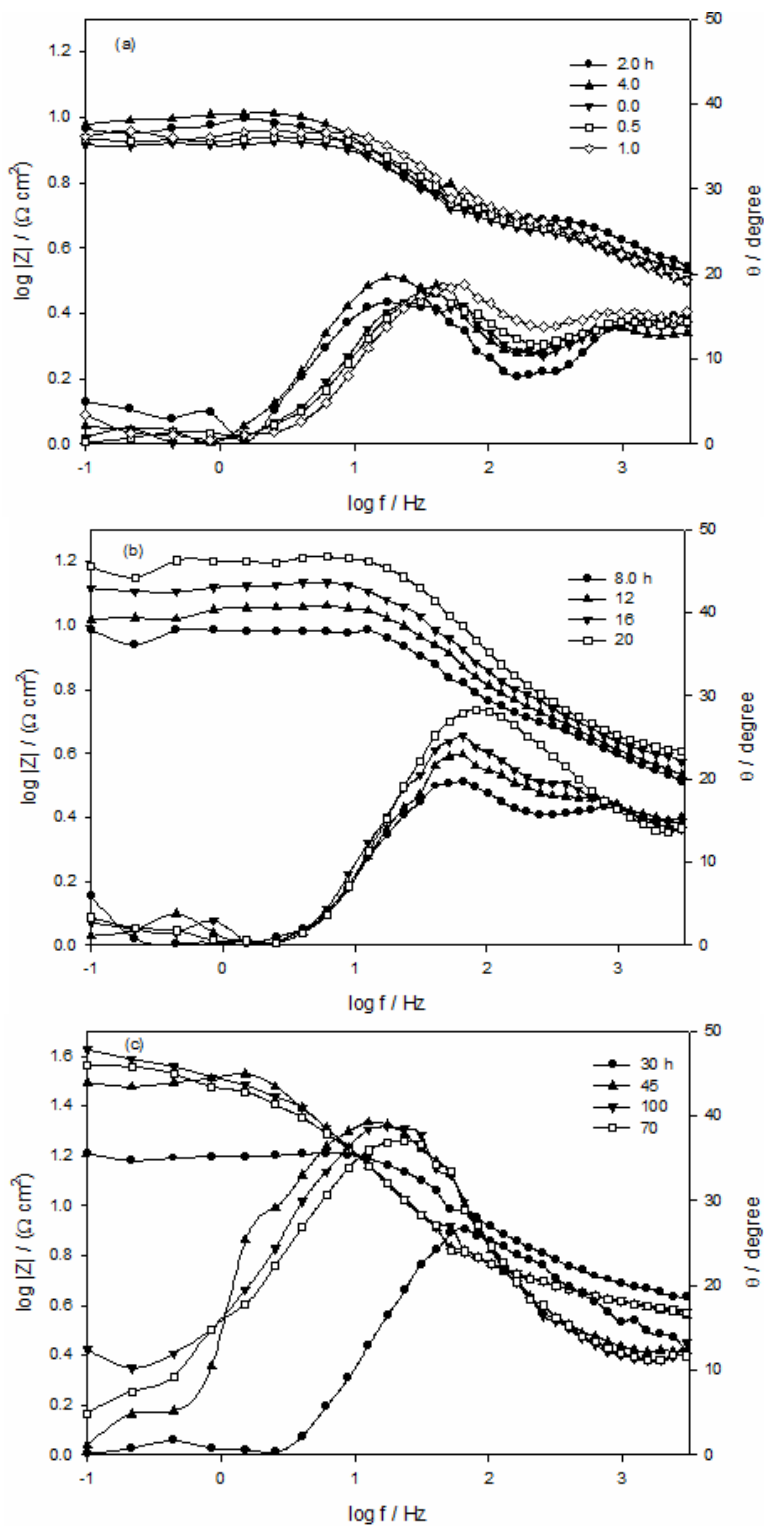 (a)
2.0 h
4.0
0.0
0.5
1.0
log |Z| / (Ω cm²)
1.2
1.0
0.8
0.6
0.4
0.2
0.0
50
40
30
20
10
0
θ / degree
-1 0 1 2 3
log f / Hz
(b)
8.0 h
12
16
20
log |Z| / (Ω cm²)
1.2
1.0
0.8
0.6
0.4
0.2
0.0
50
40
30
20
10
0
θ / degree
-1 0 1 2 3
log f / Hz
(c)
30 h
45
100
70
log |Z| / (Ω cm²)
1.6
1.4
1.2
1.0
0.8
0.6
0.4
0.2
0.0
50
40
30
20
10
0
θ / degree
-1 0 1 2 3
log f / Hz